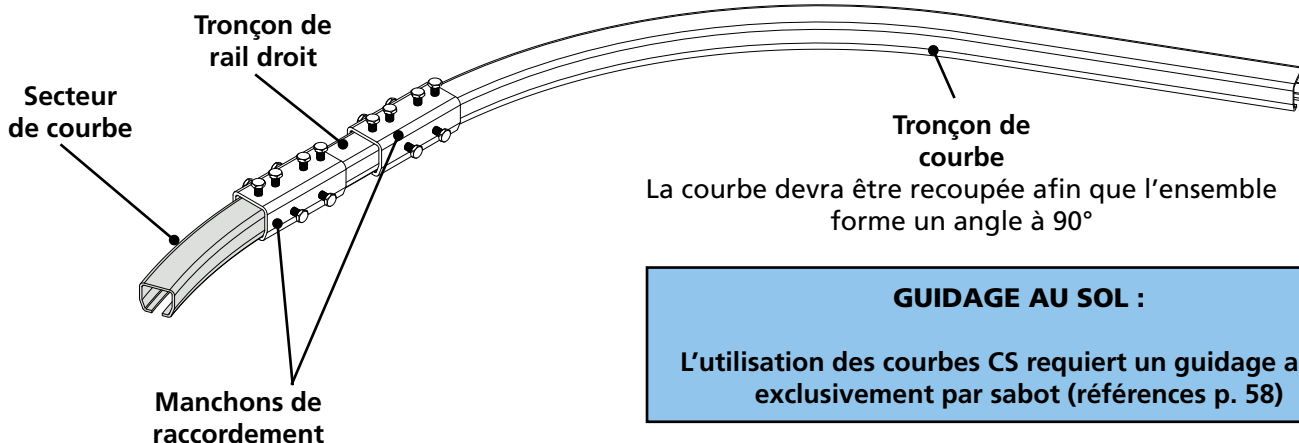 Tronçon de
rail droit
Secteur
de courbe
Tronçon de
courbe
La courbe devra être recoupée afin que l'ensemble
forme un angle à 90°
GUIDAGE AU SOL :
L'utilisation des courbes CS requiert un guidage a
exclusivement par sabot (références p. 58)
Manchons de
raccordement